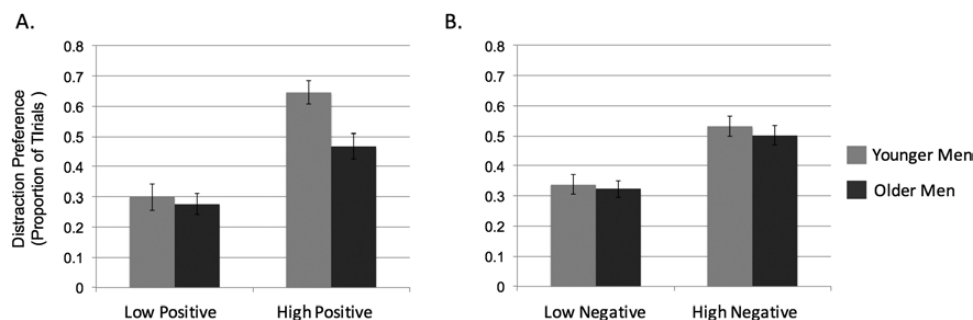 A.
Distraction Preference
(Proportion of TIrials )
0.8
0.7
0.6
0.5
0.4
0.3
0.2
0.1
0
Low Positive
High Positive
B.
0.8
0.7
0.6
0.5
0.4
0.3
0.2
0.1
0
Low Negative
High Negative
Younger Men
Older Men